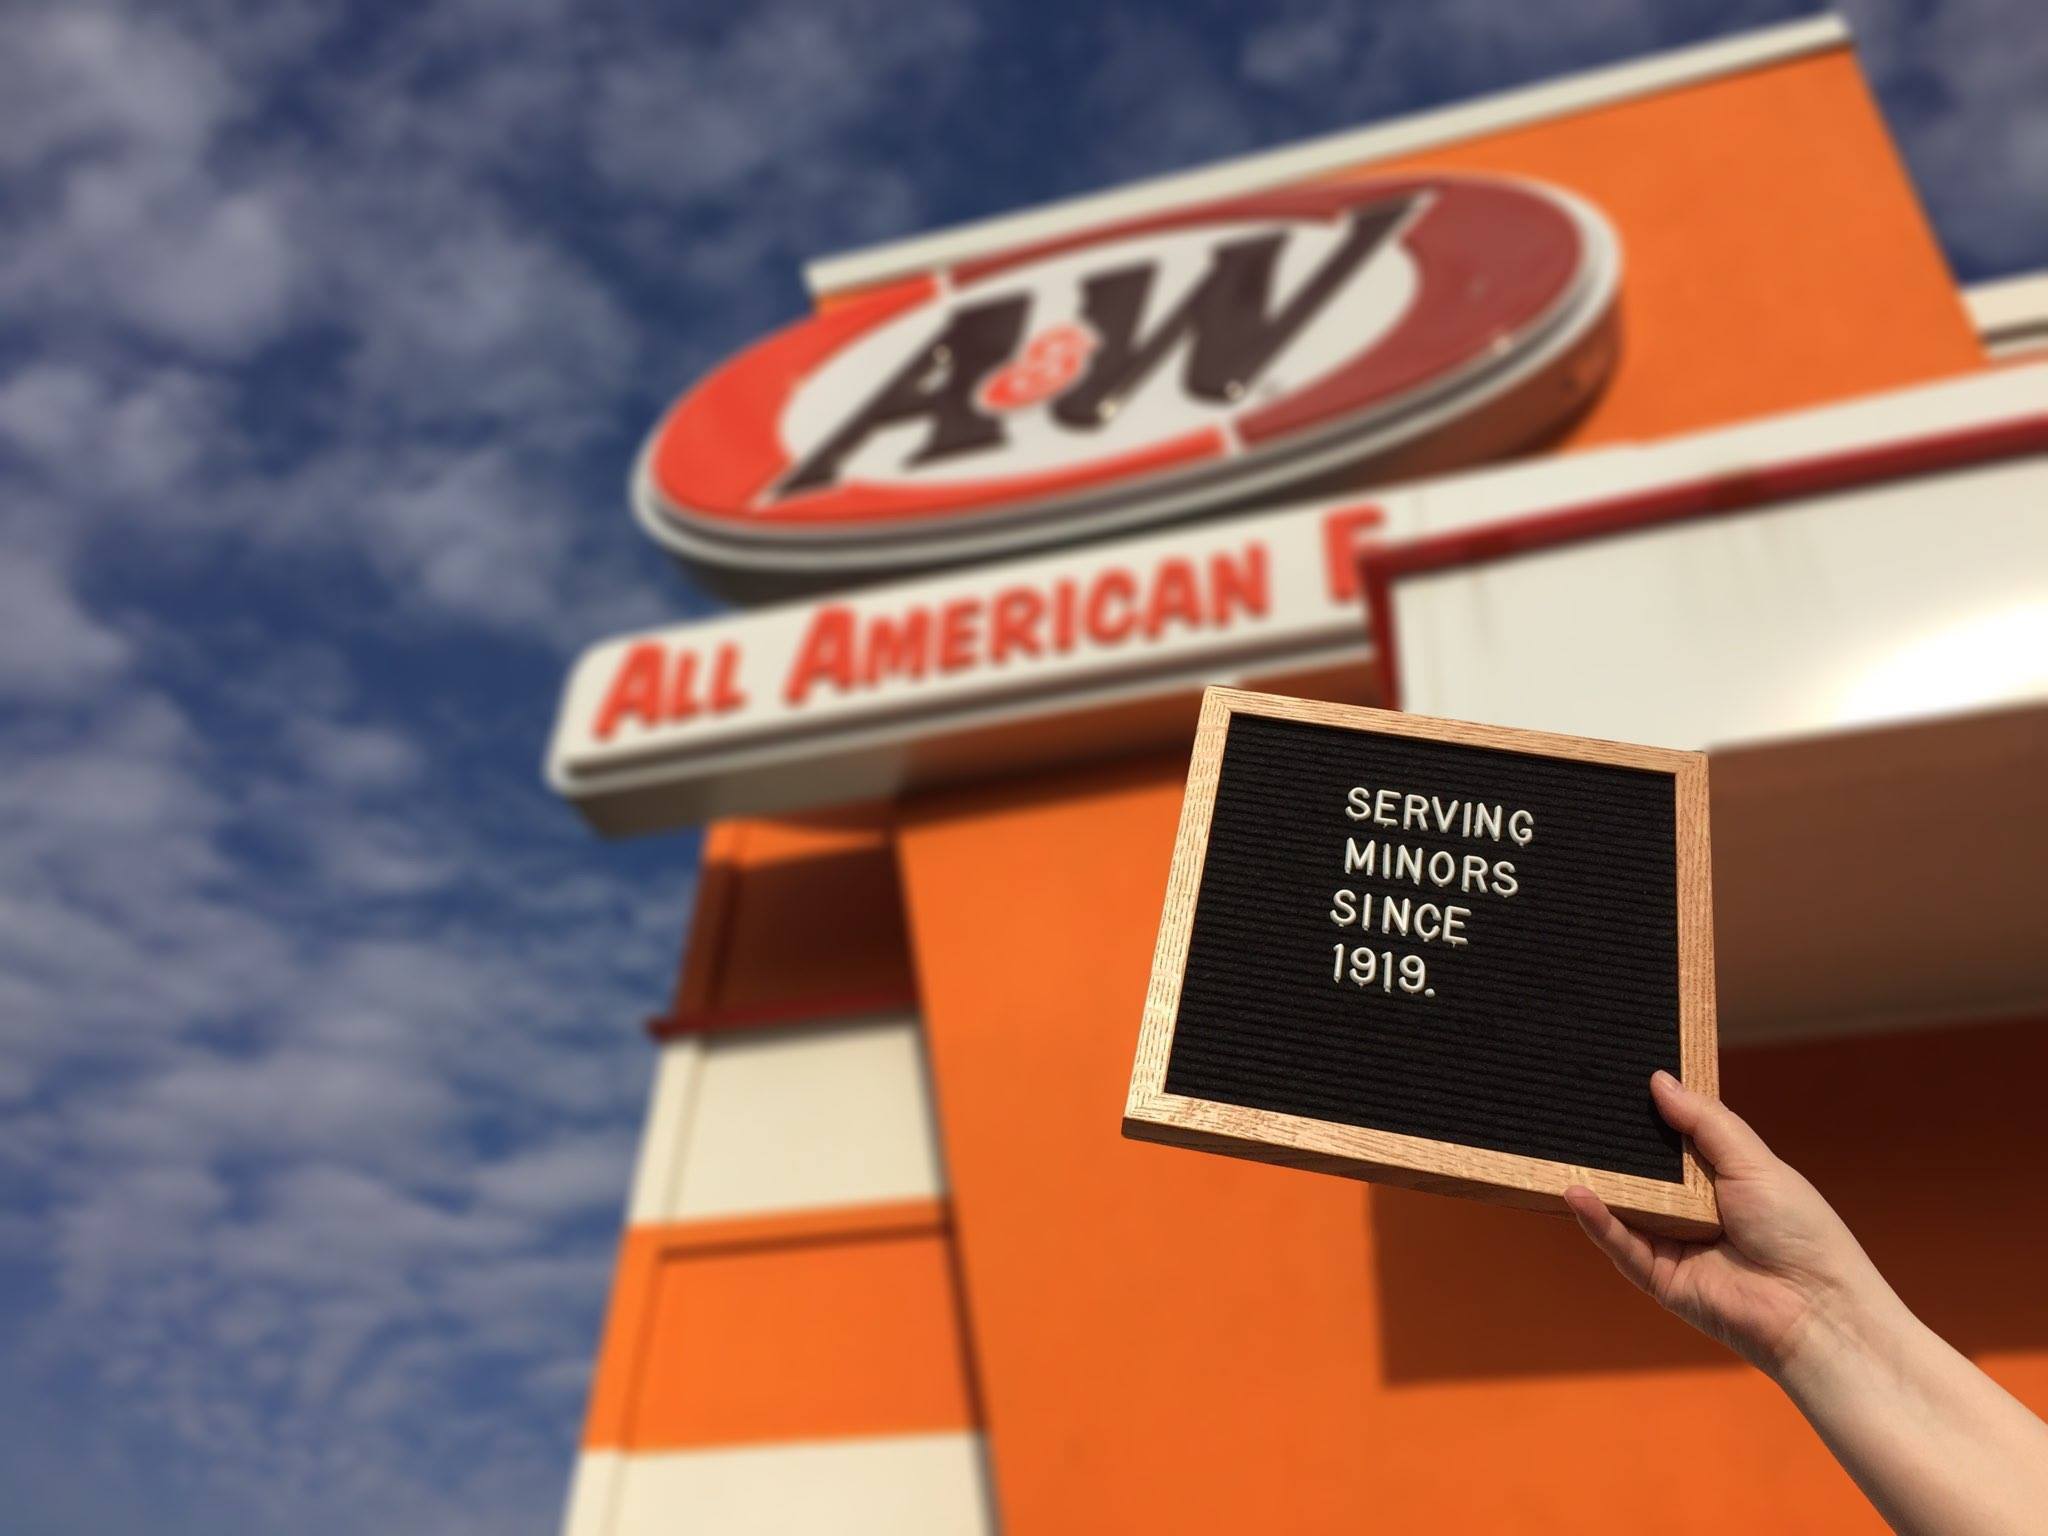 A&W
ALL AMERICAN F
SERVING
MINORS
SINCE
1919.